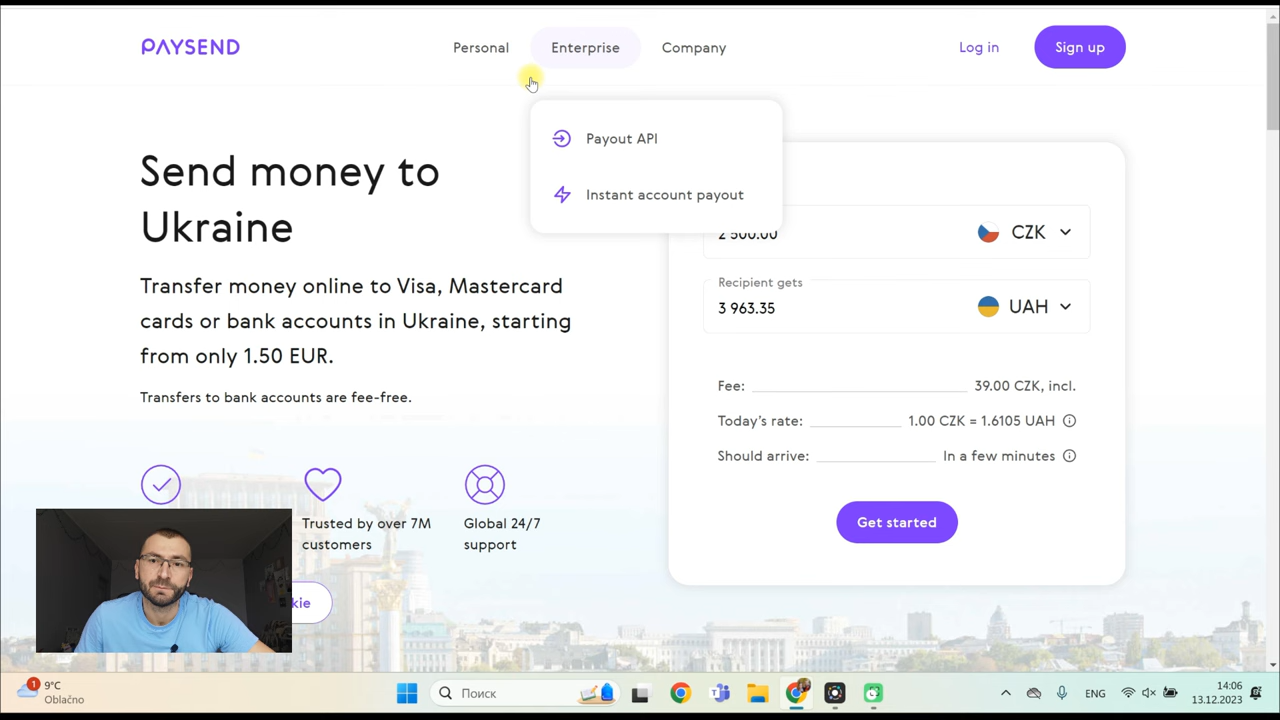 PAYSEND
Personal
Enterprise
Company
Log in
Sign up
Payout API
Instant account payout
Send money to
Ukraine
Transfer money online to Visa, Mastercard
cards or bank accounts in Ukraine, starting
from only 1.50 EUR.
Transfers to bank accounts are fee-free.
2 500.00
CZK
Recipient gets
3 963.35
UAH
Fee: 39.00 CZK, incl.
Today's rate: 1.00 CZK = 1.6105 UAH
Should arrive: In a few minutes
Get started
Trusted by over 7M
customers
Global 24/7
support
kie
1
9°C
Oblačno
Поиск
ENG
14:06
13.12.2023